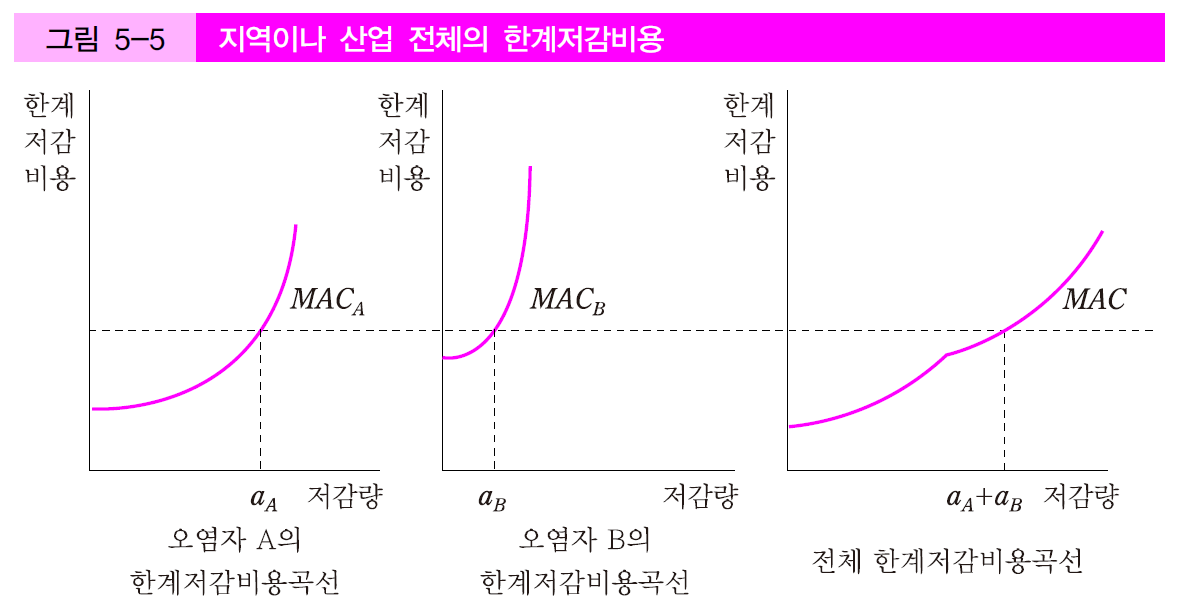 그림 5-5 지역이나 산업 전체의 한계저감비용
한계
저감
비용
MAC_A
a_A 저감량
오염자 A의
한계저감비용곡선
한계
저감
비용
MAC_B
a_B 저감량
오염자 B의
한계저감비용곡선
한계
저감
비용
MAC
a_A+a_B 저감량
전체 한계저감비용곡선